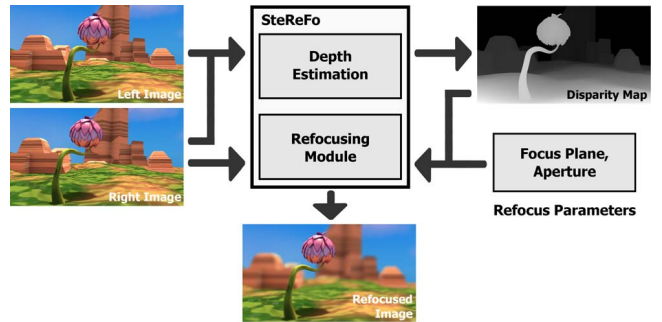 SteReFo
Depth
Estimation
Left Image
Disparity Map
Refocusing
Module
Right Image
Focus Plane,
Aperture
Refocus Parameters
Refocused
Image